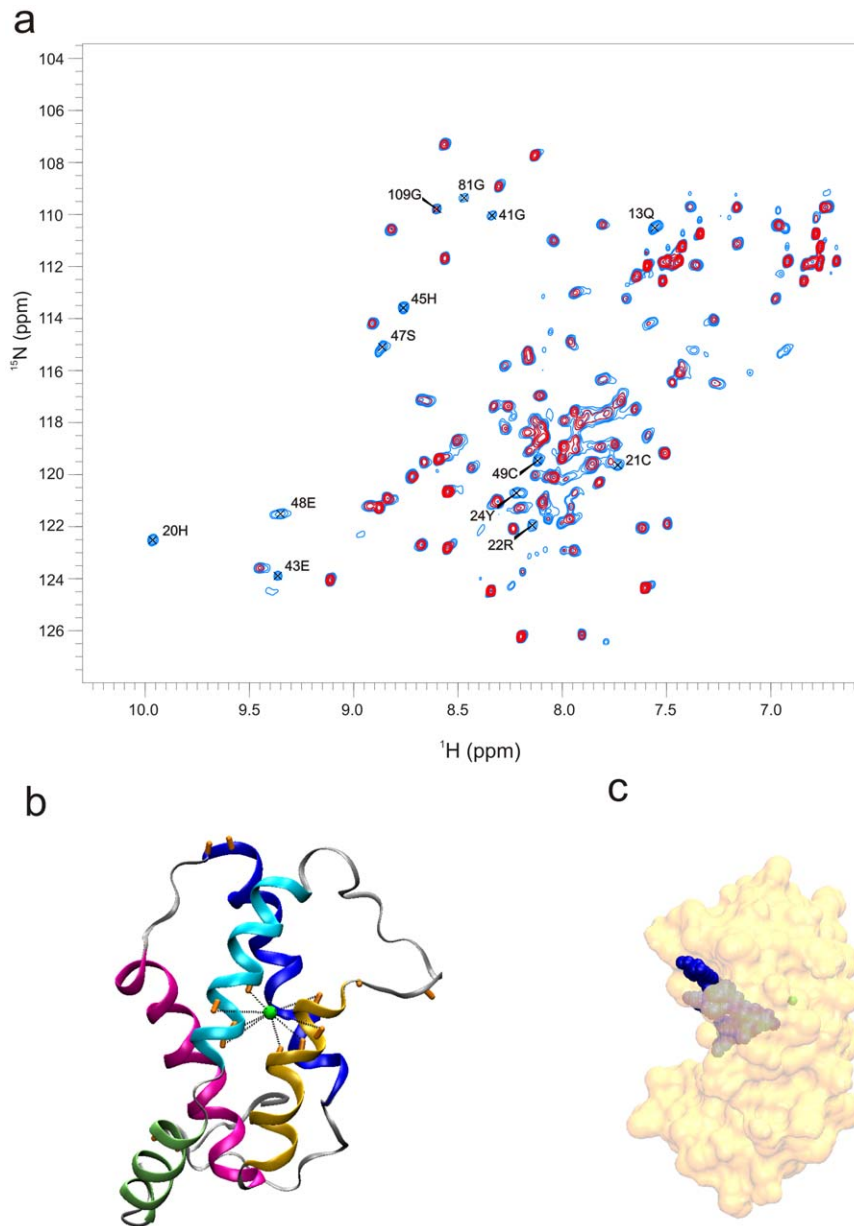 a
104
106
108
110
112
114
116
118
120
122
124
126
¹⁵N (ppm)
81G
109G
41G
13Q
45H
47S
49C
21C
24Y
48E
22R
20H
43E
10.0 9.5 9.0 8.5 8.0 7.5 7.0
¹H (ppm)
b
c